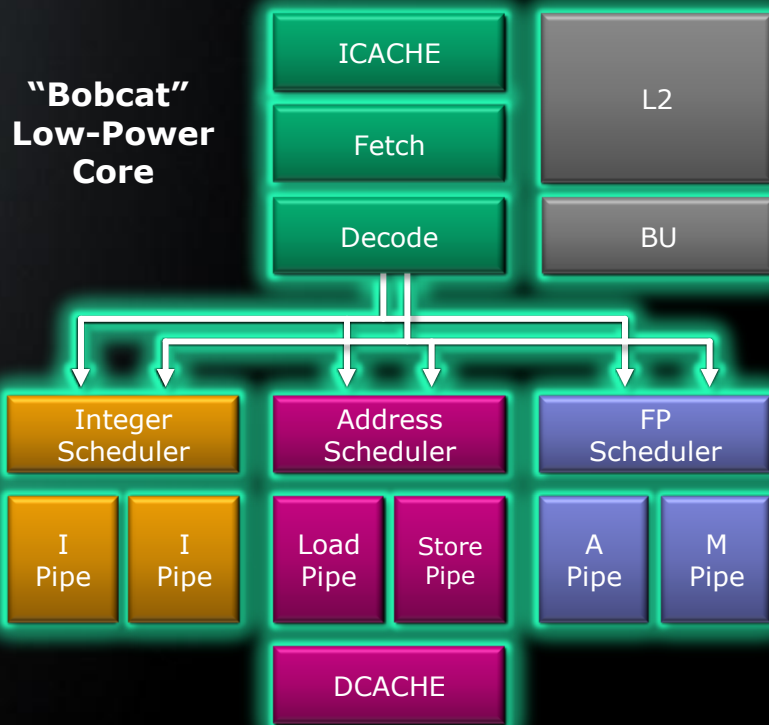 “Bobcat”
Low-Power
Core
ICACHE
L2
Fetch
Decode
BU
Integer
Scheduler
Address
Scheduler
FP
Scheduler
I
Pipe
I
Pipe
Load
Pipe
Store
Pipe
A
Pipe
M
Pipe
DCACHE